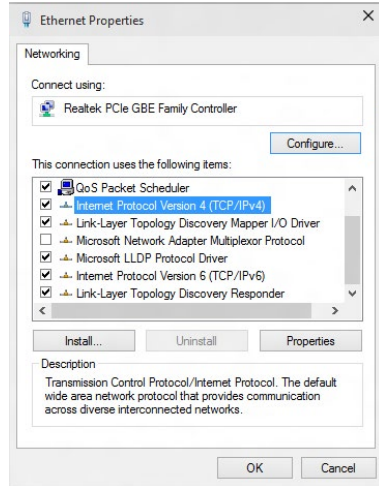 Ethernet Properties
Networking
Connect using:
Realtek PCIe GBE Family Controller
Configure...
This connection uses the following items:
QoS Packet Scheduler
Internet Protocol Version 4 (TCP/IPv4)
Link-Layer Topology Discovery Mapper I/O Driver
Microsoft Network Adapter Multiplexor Protocol
Microsoft LLDP Protocol Driver
Internet Protocol Version 6 (TCP/IPv6)
Link-Layer Topology Discovery Responder
Install... Uninstall Properties
Description
Transmission Control Protocol/Internet Protocol. The default
wide area network protocol that provides communication
across diverse interconnected networks.
OK Cancel